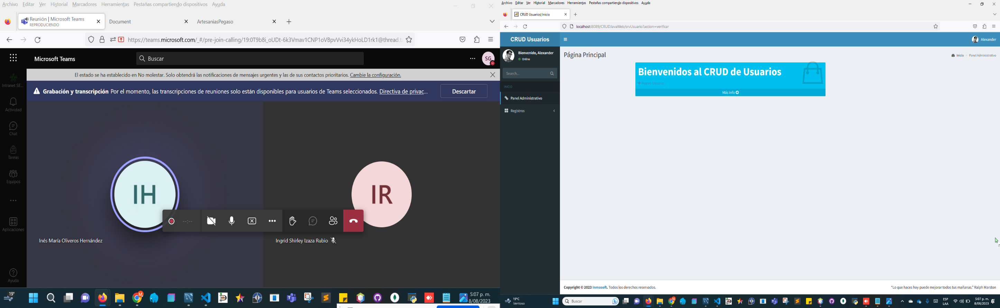 Archivo Editar Ver Historial Marcadores Herramientas Pestañas compartiendo dispositivos Ayuda
Reunión | Microsoft Teams
REPRODUCIENDO
Document
ArtesaniasPegaso
https://teams.microsoft.com/_#/pre-join-calling/19:0T9b8i_oUDt-6k3Vmav1CNP1oVBpvVvi34ykHoLD1rk1@thread.t
Microsoft Teams
Buscar
SG
El estado se ha establecido en No molestar. Solo obtendrá las notificaciones de mensajes urgentes y las de sus contactos prioritarios. Cambie la configuración.
Grabación y transcripción Por el momento, las transcripciones de reuniones solo están disponibles para usuarios de Teams seleccionados. Directiva de privac...
Descartar
Intranet SE...
Actividad
Chat
Tareas
Equipos
Aplicaciones
Ayuda
IH
IR
--:--
Inés María Oliveros Hernández
Ingrid Shirley Izaza Rubio
19°
M
5:07 p. m.
8/08/2023
Archivo Editar Ver Historial Marcadores Herramientas Pestañas compartiendo dispositivos Ayuda
CRUD Usuarios| Inicio
localhost:8089/CRUDJavaWeb/srvUsuario?accion=verificar
CRUD Usuarios
Alexander
Bienvenido, Alexander
Online
Search...
INICIO
Panel Administrativo
Registros
Página Principal
Inicio
Panel Administrativo
Bienvenidos al CRUD de Usuarios
Nuevo Usuario
Más info
Copyright © 2023 Inmasoft. Todos los derechos reservados.
"Lo que haces hoy puede mejorar todos tus mañanas." Ralph Marston
19°C
Ventoso
Buscar
ESP
LAA
5:07 p. m.
8/08/2023